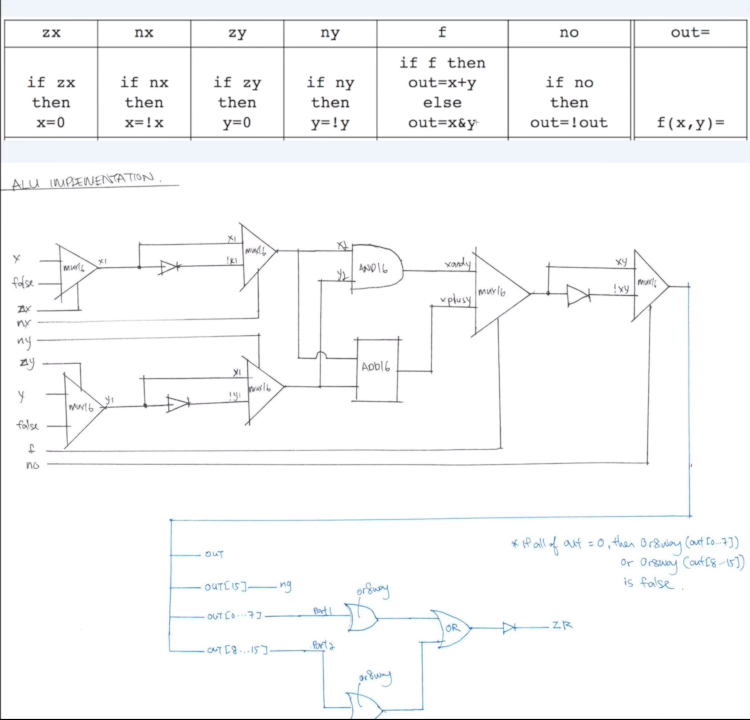 zx nx zy ny f no out=
if zx then x=0
if nx then x=!x
if zy then y=0
if ny then y=!y
if f then out=x+y else out=x&y
if no then out=!out
f(x,y)=
ALU IMPLEMENTATION.
x
false
zx
nx
ny
zy
y
false
f
no
mux16
x1
x1
!x1
mux16
mux16
y1
x1
!y1
mux16
AND16
ADD16
xandy
xplusy
mux16
xy
!xy
OUT
OUT[15] ng
OUT[0...7] Part1
OUT[8...15] Part2
or8way
or8way
OR
ZR
* if all of out = 0, then Or8way (out[0..7])
or Or8way (out[8-15])
is false.